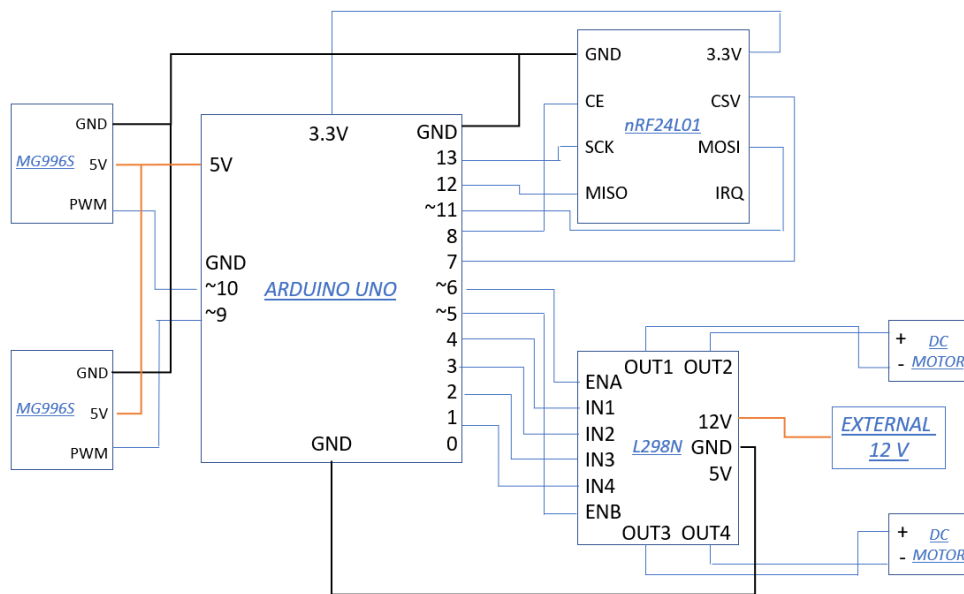 GND
MG996S
5V
PWM
GND
MG996S
5V
PWM
3.3V
5V
GND
~10
~9
ARDUINO UNO
GND
13
12
~11
8
7
~6
~5
4
3
2
1
0
GND
GND
3.3V
CE
CSV
nRF24L01
SCK
MOSI
MISO
IRQ
OUT1 OUT2
ENA
IN1
12V
IN2
GND
L298N
IN3
5V
IN4
ENB
OUT3 OUT4
+ DC
- MOTOR
EXTERNAL
12 V
+ DC
- MOTOR